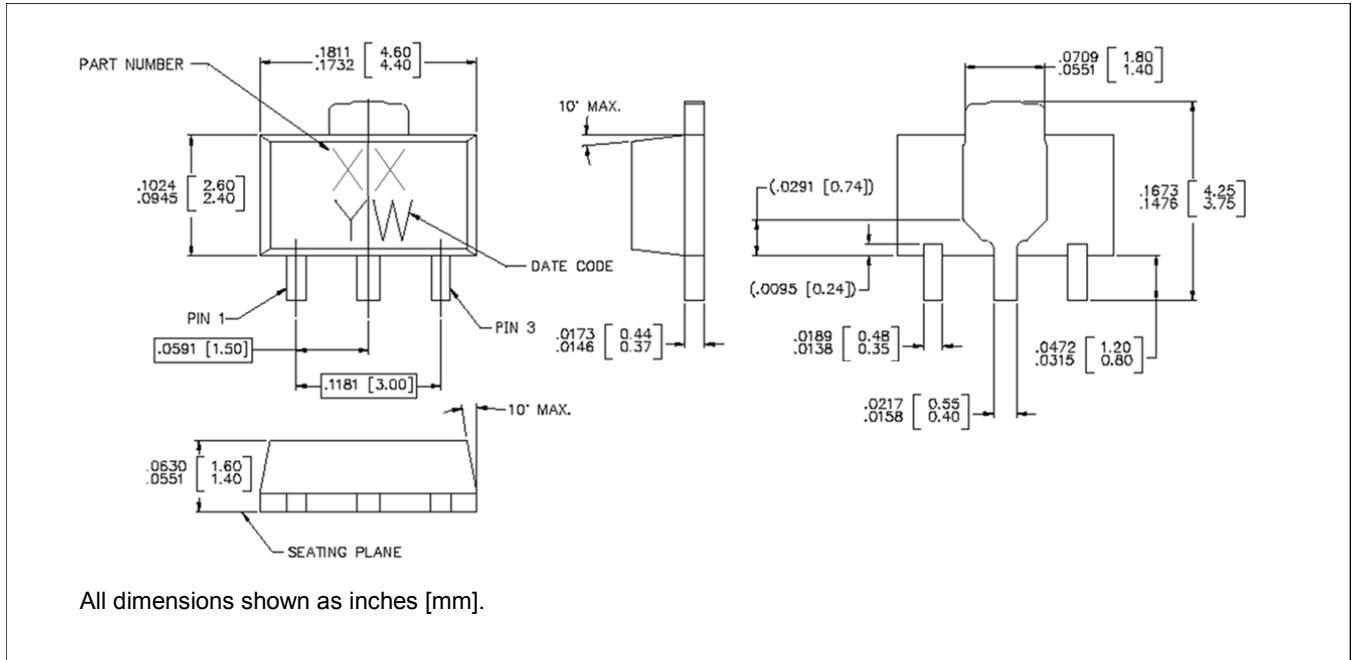 PART NUMBER
.1811 [ 4.60
.1732 4.40 ]
.0709 [ 1.80
.0551 1.40 ]
10° MAX.
XX
YW
.1024 [ 2.60
.0945 2.40 ]
(.0291 [0.74])
.1673 [ 4.25
.1476 3.75 ]
DATE CODE
(.0095 [0.24])
PIN 1
PIN 3
.0591 [1.50]
.0173 [ 0.44
.0146 0.37 ]
.0189 [ 0.48
.0138 0.35 ]
.0472 [ 1.20
.0315 0.80 ]
.1181 [3.00]
10° MAX.
.0217 [ 0.55
.0158 0.40 ]
.0630 [ 1.60
.0551 1.40 ]
SEATING PLANE
All dimensions shown as inches [mm].